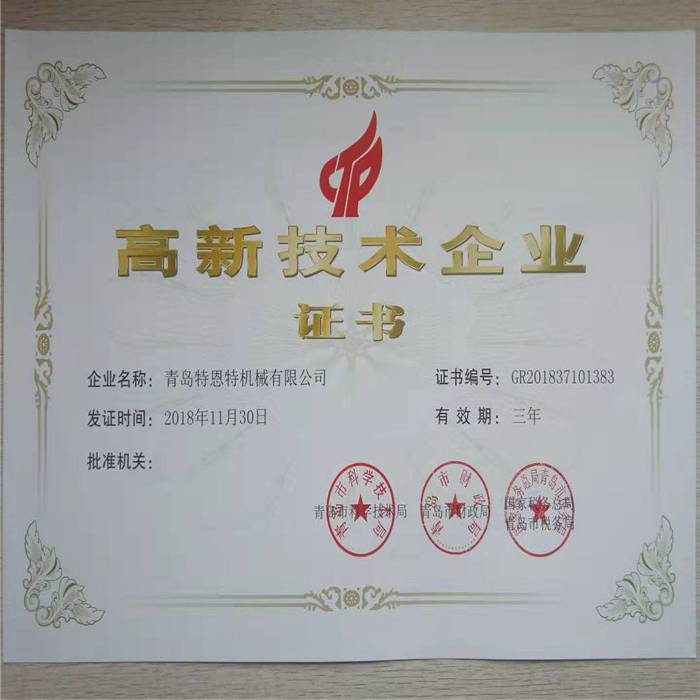 高新技术企业
证书
企业名称：青岛特恩特机械有限公司
证书编号：GR201837101383
发证时间：2018年11月30日
有效期：三年
批准机关：
青岛市科学技术局
青岛市财政局
国家税务总局
青岛市税务局